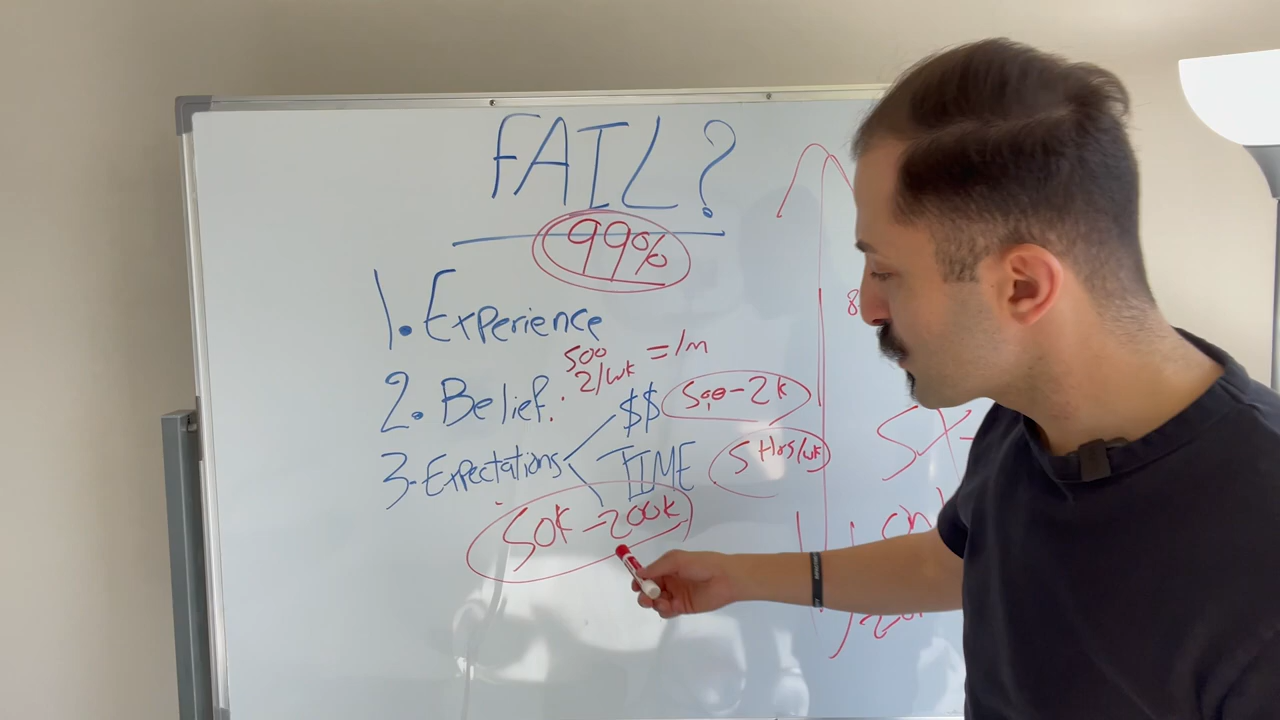 FAIL?
99%
1. Experience
500
2/wk = 1m
2. Belief.
$$ 500-2k
3-Expectations
TIME 5 Hrs/wk
50k-200k
8